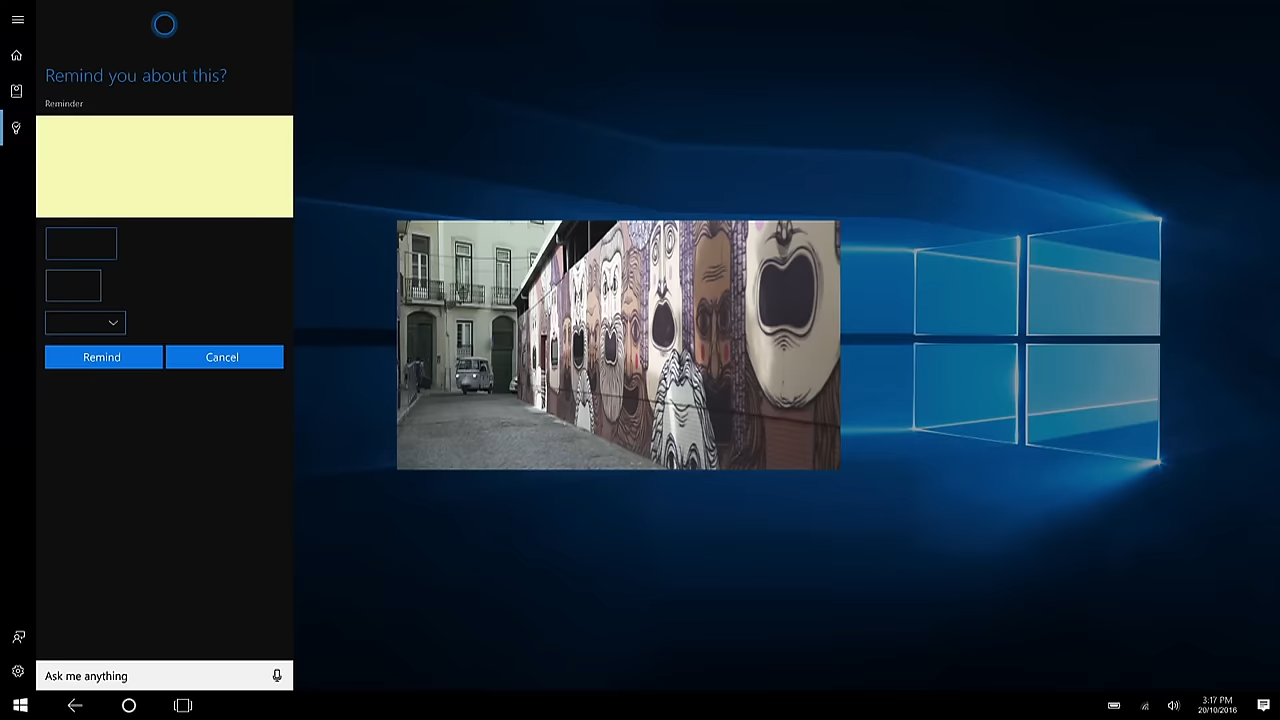 Remind you about this?
Reminder
Remind
Cancel
Ask me anything
3:17 PM
20/10/2016